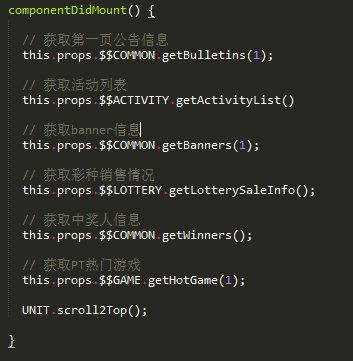 componentDidMount() {
// 获取第一页公告信息
this.props.$$COMMON.getBulletins(1);
// 获取活动列表
this.props.$$ACTIVITY.getActivityList()
// 获取banner信息
this.props.$$COMMON.getBanners(1);
// 获取彩种销售情况
this.props.$$LOTTERY.getLotterySaleInfo();
// 获取中奖人信息
this.props.$$COMMON.getWinners();
// 获取PT热门游戏
this.props.$$GAME.getHotGame(1);
UNIT.scroll2Top();
}